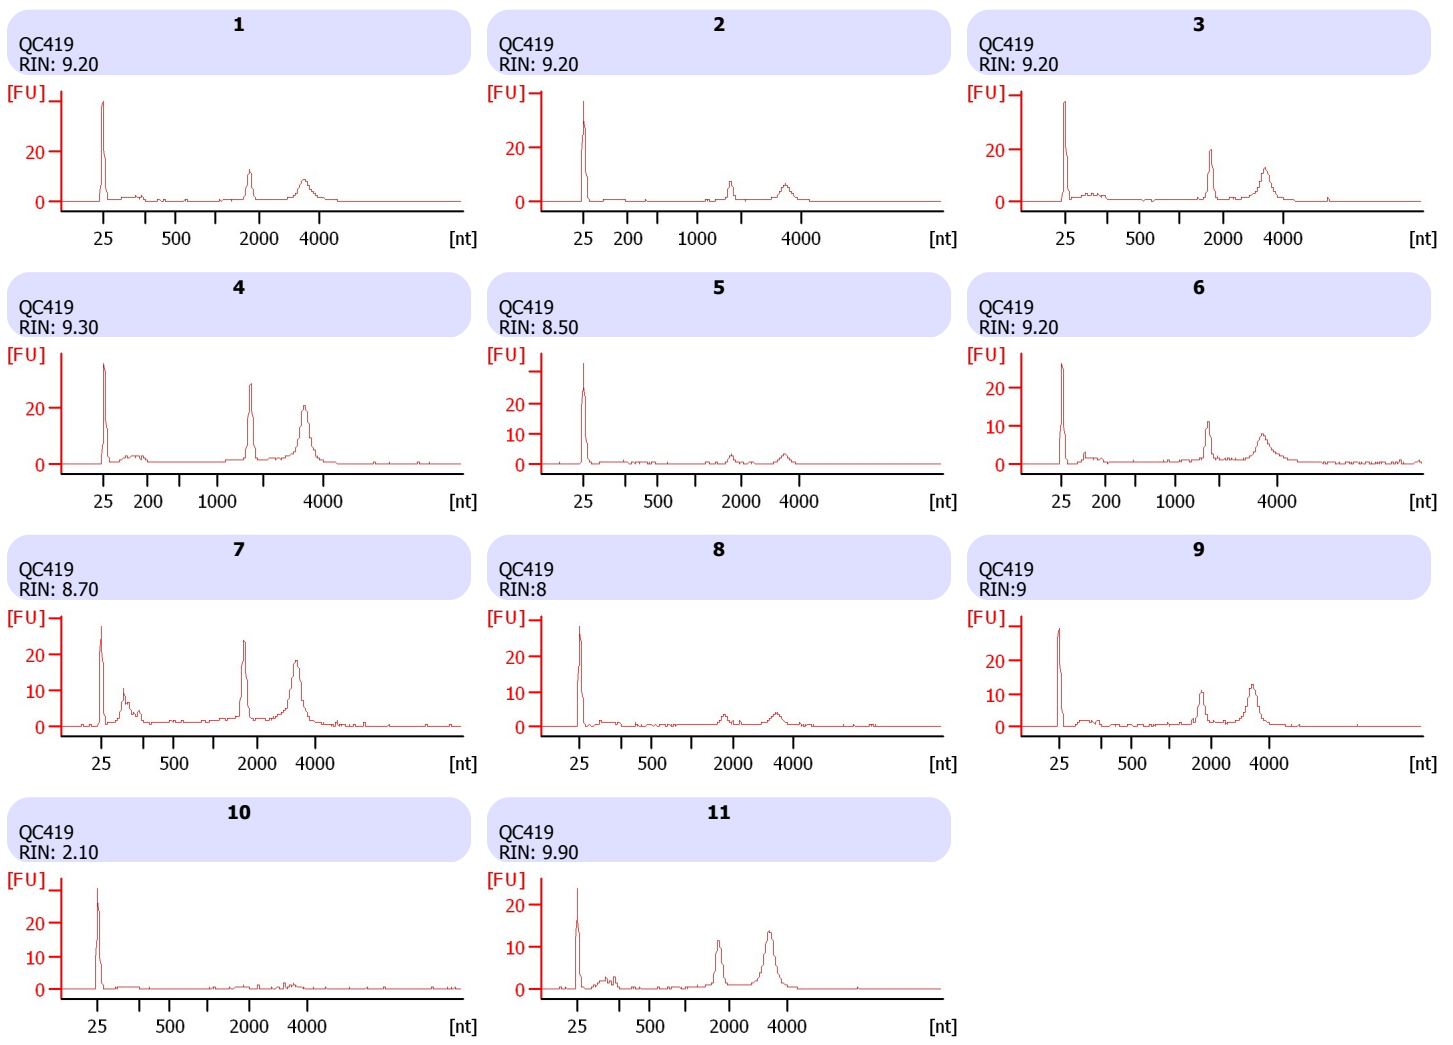 1
QC419
RIN: 9.20
[FU]
20
0
25 500 2000 4000 [nt]
2
QC419
RIN: 9.20
[FU]
20
0
25 200 1000 4000 [nt]
3
QC419
RIN: 9.20
[FU]
20
0
25 500 2000 4000 [nt]
4
QC419
RIN: 9.30
[FU]
20
0
25 200 1000 4000 [nt]
5
QC419
RIN: 8.50
[FU]
20
10
0
25 500 2000 4000 [nt]
6
QC419
RIN: 9.20
[FU]
20
10
0
25 200 1000 4000 [nt]
7
QC419
RIN: 8.70
[FU]
20
10
0
25 500 2000 4000 [nt]
8
QC419
RIN:8
[FU]
20
10
0
25 500 2000 4000 [nt]
9
QC419
RIN:9
[FU]
20
10
0
25 500 2000 4000 [nt]
10
QC419
RIN: 2.10
[FU]
20
10
0
25 500 2000 4000 [nt]
11
QC419
RIN: 9.90
[FU]
20
10
0
25 500 2000 4000 [nt]